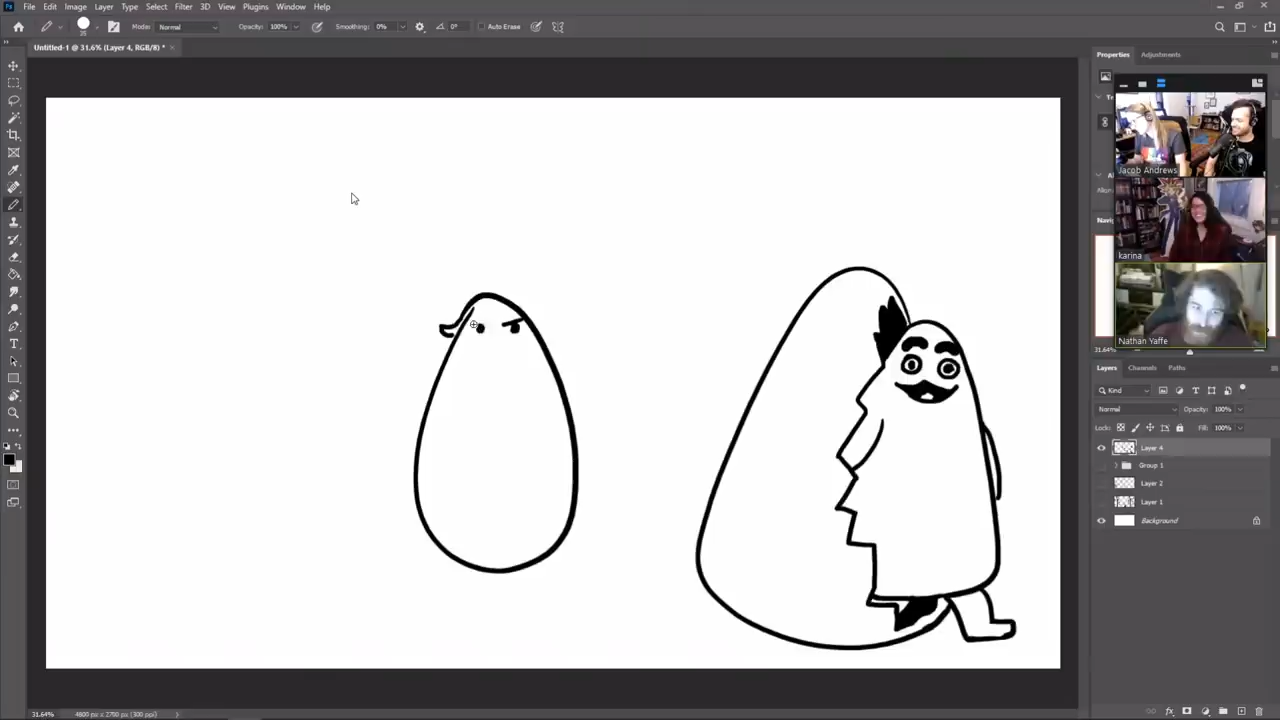 File Edit Image Layer Type Select Filter 3D View Plugins Window Help
Mode: Normal Opacity: 100% Smoothing: 0% 0° Auto Erase
Untitled-1 @ 31.6% (Layer 4, RGB/8) *
Properties Adjustments
Jacob Andrews
karina
Nathan Yaffe
Layers Channels Paths
Kind
Normal Opacity: 100%
Lock: Fill: 100%
Layer 4
Group 1
Layer 2
Layer 1
Background
31.64% 4800 px x 2700 px (300 ppi)